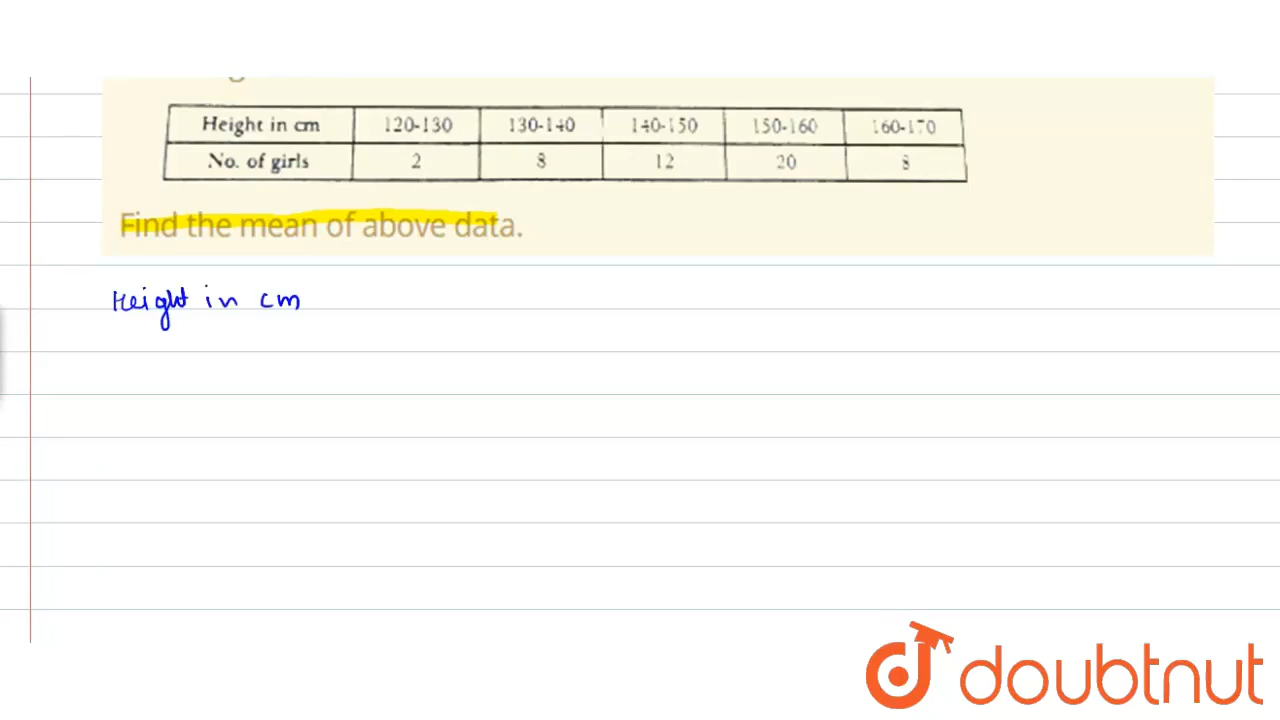 Height in cm 120-130 130-140 140-150 150-160 160-170
No. of girls 2 8 12 20 8
Find the mean of above data.
Height in cm
doubtnut